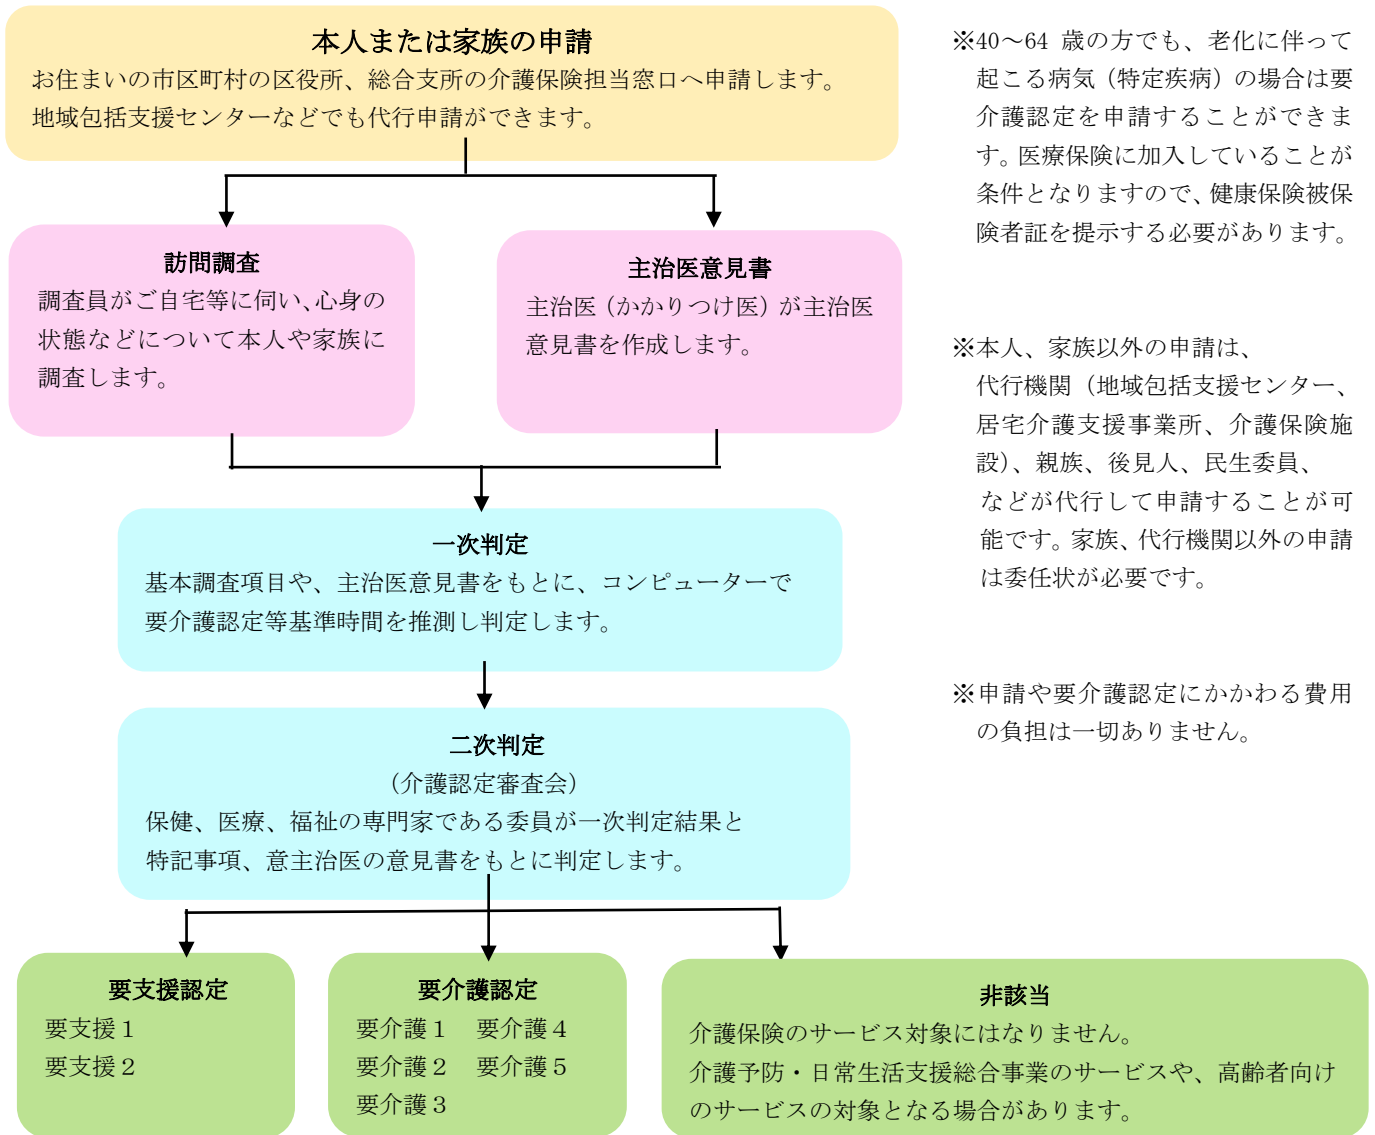 本人または家族の申請
お住まいの市区町村の区役所、総合支所の介護保険担当窓口へ申請します。
地域包括支援センターなどでも代行申請ができます。
訪問調査
調査員がご自宅等に伺い、心身の
状態などについて本人や家族に
調査します。
主治医意見書
主治医（かかりつけ医）が主治医
意見書を作成します。
一次判定
基本調査項目や、主治医意見書をもとに、コンピューターで
要介護認定等基準時間を推測し判定します。
二次判定
（介護認定審査会）
保健、医療、福祉の専門家である委員が一次判定結果と
特記事項、意主治医の意見書をもとに判定します。
要支援認定
要支援１
要支援２
要介護認定
要介護１　要介護４
要介護２　要介護５
要介護３
非該当
介護保険のサービス対象にはなりません。
介護予防・日常生活支援総合事業のサービスや、高齢者向け
のサービスの対象となる場合があります。
※40～64 歳の方でも、老化に伴って
起こる病気（特定疾病）の場合は要
介護認定を申請することができま
す。医療保険に加入していることが
条件となりますので、健康保険被保
険者証を提示する必要があります。
※本人、家族以外の申請は、
代行機関（地域包括支援センター、
居宅介護支援事業所、介護保険施
設）、親族、後見人、民生委員、
などが代行して申請することが可
能です。家族、代行機関以外の申請
は委任状が必要です。
※申請や要介護認定にかかわる費用
の負担は一切ありません。